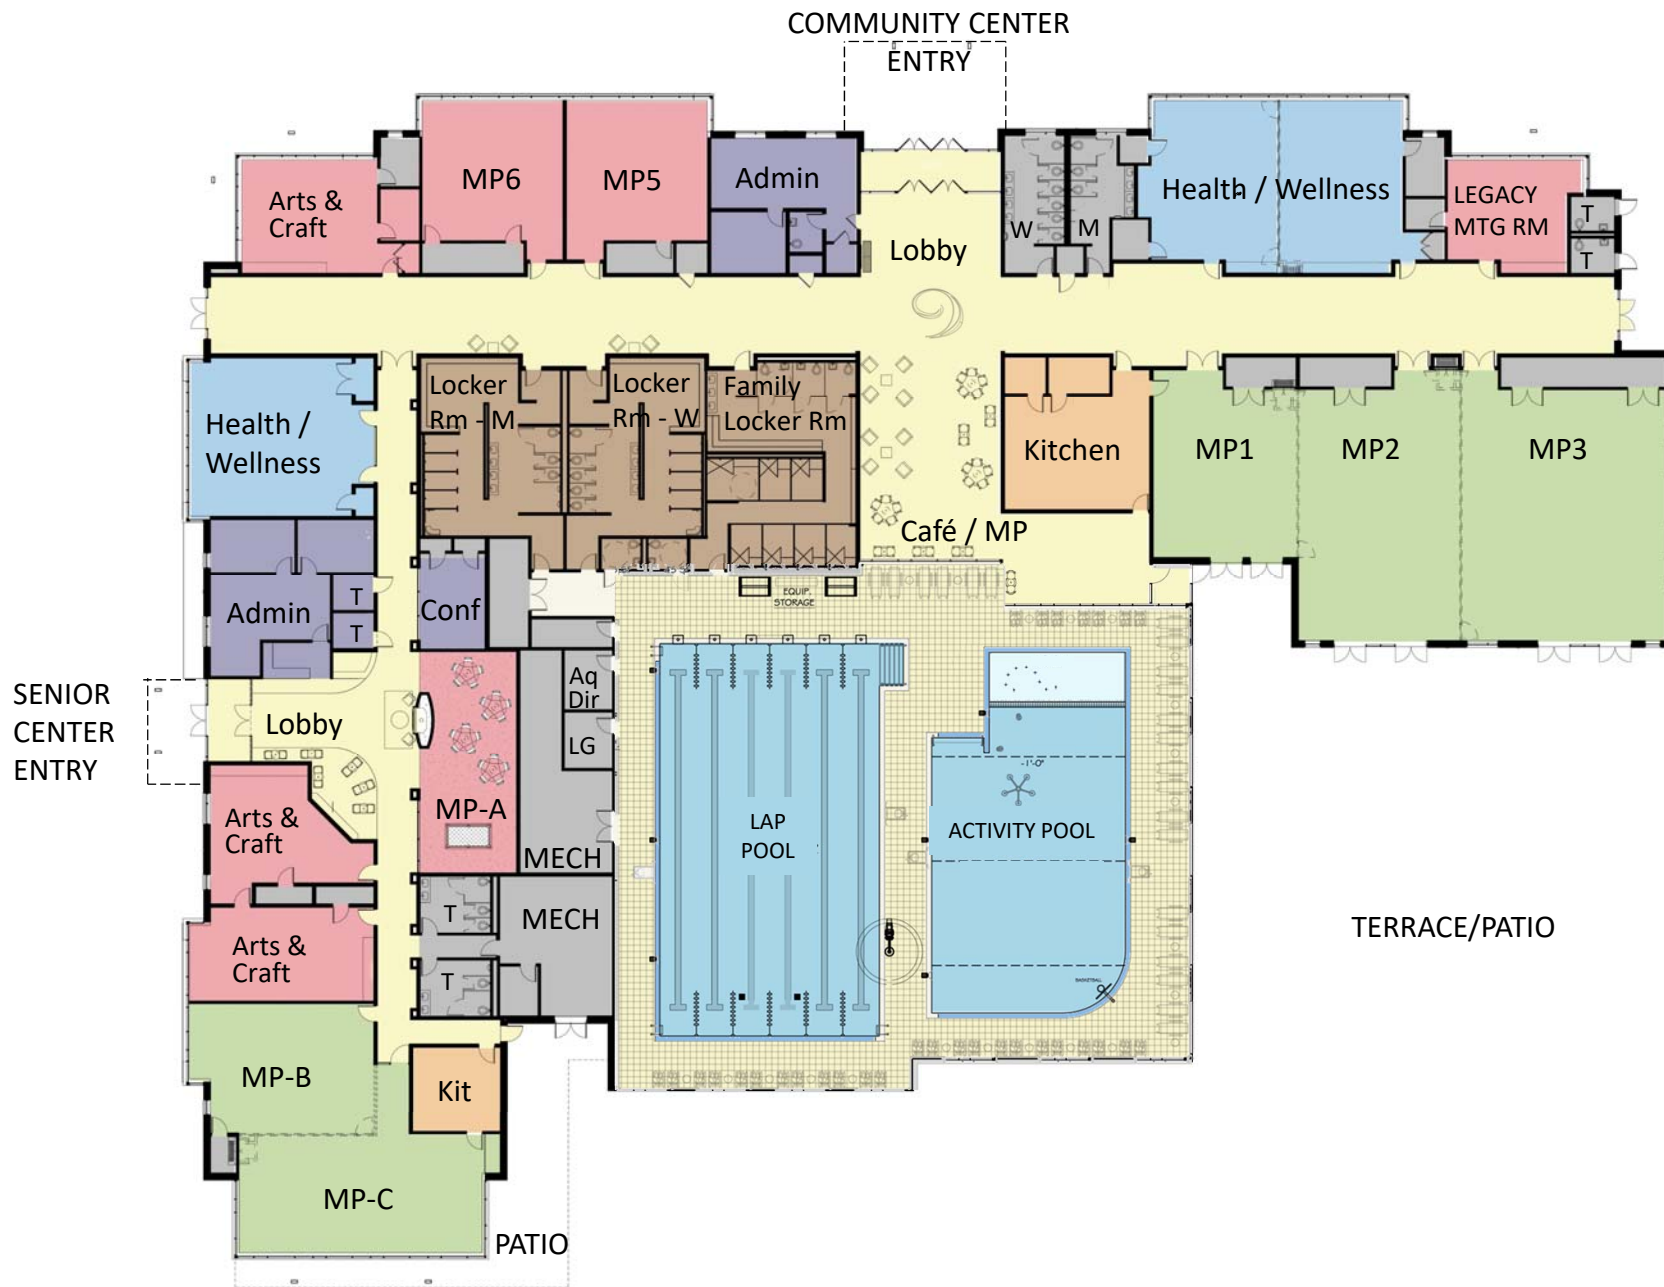 COMMUNITY CENTER
ENTRY
MP6
MP5
Admin
Arts &
Craft
Lobby
W
M
Health / Wellness
LEGACY
MTG RM
T
T
Locker
Rm - M
Locker
Rm - W
Family
Locker Rm
Health /
Wellness
Kitchen
MP1
MP2
MP3
Café / MP
Admin
T
T
Conf
EQUIP.
STORAGE
SENIOR
CENTER
ENTRY
Lobby
Aq
Dir
LG
MP-A
MECH
Arts &
Craft
LAP
POOL
-1'-0"
ACTIVITY POOL
T
MECH
Arts &
Craft
T
TERRACE/PATIO
BASKETBALL
MP-B
Kit
MP-C
PATIO